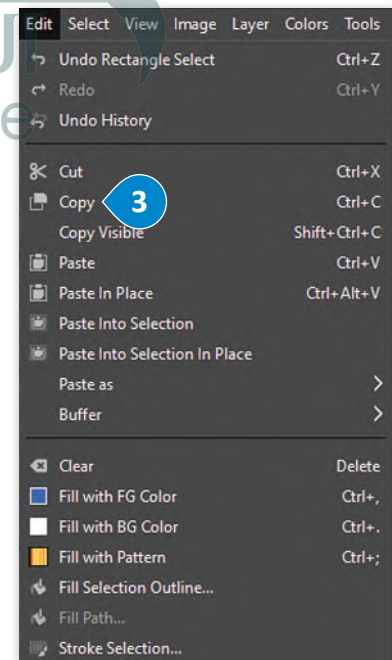 Edit Select View Image Layer Colors Tools
Undo Rectangle Select Ctrl+Z
Redo Ctrl+Y
Undo History
Cut Ctrl+X
Copy 3 Ctrl+C
Copy Visible Shift+Ctrl+C
Paste Ctrl+V
Paste In Place Ctrl+Alt+V
Paste Into Selection
Paste Into Selection In Place
Paste as
Buffer
Clear Delete
Fill with FG Color Ctrl+,
Fill with BG Color Ctrl+.
Fill with Pattern Ctrl+;
Fill Selection Outline...
Fill Path...
Stroke Selection...